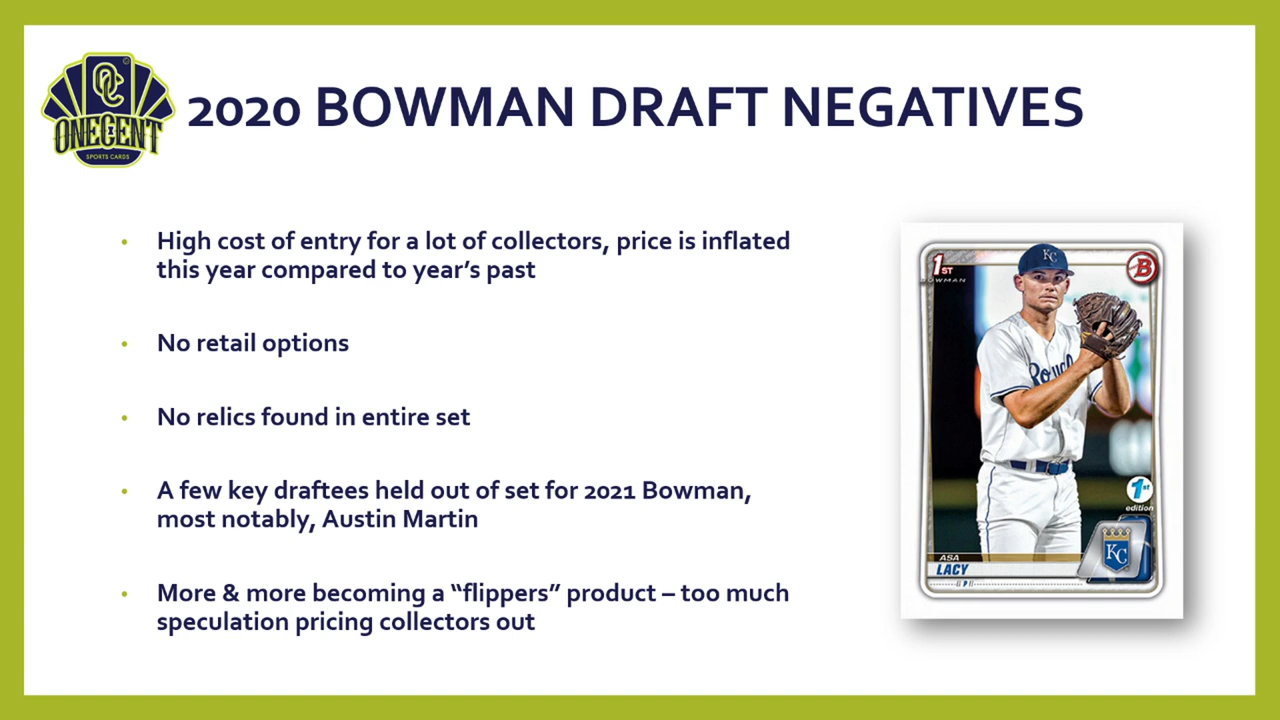 OC
ONECENT
SPORTS CARDS
2020 BOWMAN DRAFT NEGATIVES
• High cost of entry for a lot of collectors, price is inflated
this year compared to year’s past
• No retail options
• No relics found in entire set
• A few key draftees held out of set for 2021 Bowman,
most notably, Austin Martin
• More & more becoming a “flippers” product – too much
speculation pricing collectors out
1ST
BOWMAN
B
KC
Royal
1st
edition
KC
ASA
LACY
P